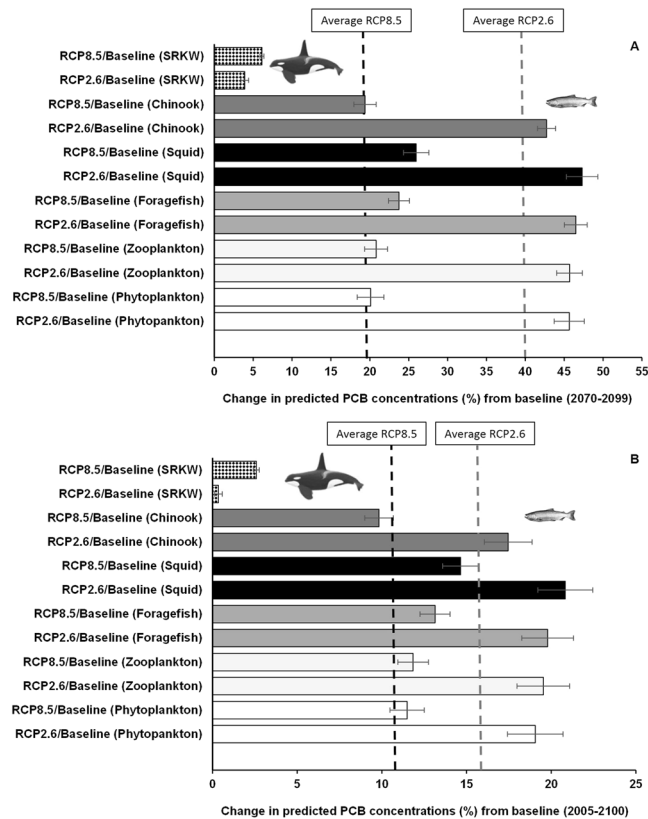 Average RCP8.5
Average RCP2.6
A
RCP8.5/Baseline (SRKW)
RCP2.6/Baseline (SRKW)
RCP8.5/Baseline (Chinook)
RCP2.6/Baseline (Chinook)
RCP8.5/Baseline (Squid)
RCP2.6/Baseline (Squid)
RCP8.5/Baseline (Foragefish)
RCP2.6/Baseline (Foragefish)
RCP8.5/Baseline (Zooplankton)
RCP2.6/Baseline (Zooplankton)
RCP8.5/Baseline (Phytoplankton)
RCP2.6/Baseline (Phytopankton)
0 5 10 15 20 25 30 35 40 45 50 55
Change in predicted PCB concentrations (%) from baseline (2070-2099)
Average RCP8.5
Average RCP2.6
B
RCP8.5/Baseline (SRKW)
RCP2.6/Baseline (SRKW)
RCP8.5/Baseline (Chinook)
RCP2.6/Baseline (Chinook)
RCP8.5/Baseline (Squid)
RCP2.6/Baseline (Squid)
RCP8.5/Baseline (Foragefish)
RCP2.6/Baseline (Foragefish)
RCP8.5/Baseline (Zooplankton)
RCP2.6/Baseline (Zooplankton)
RCP8.5/Baseline (Phytoplankton)
RCP2.6/Baseline (Phytopankton)
0 5 10 15 20 25
Change in predicted PCB concentrations (%) from baseline (2005-2100)